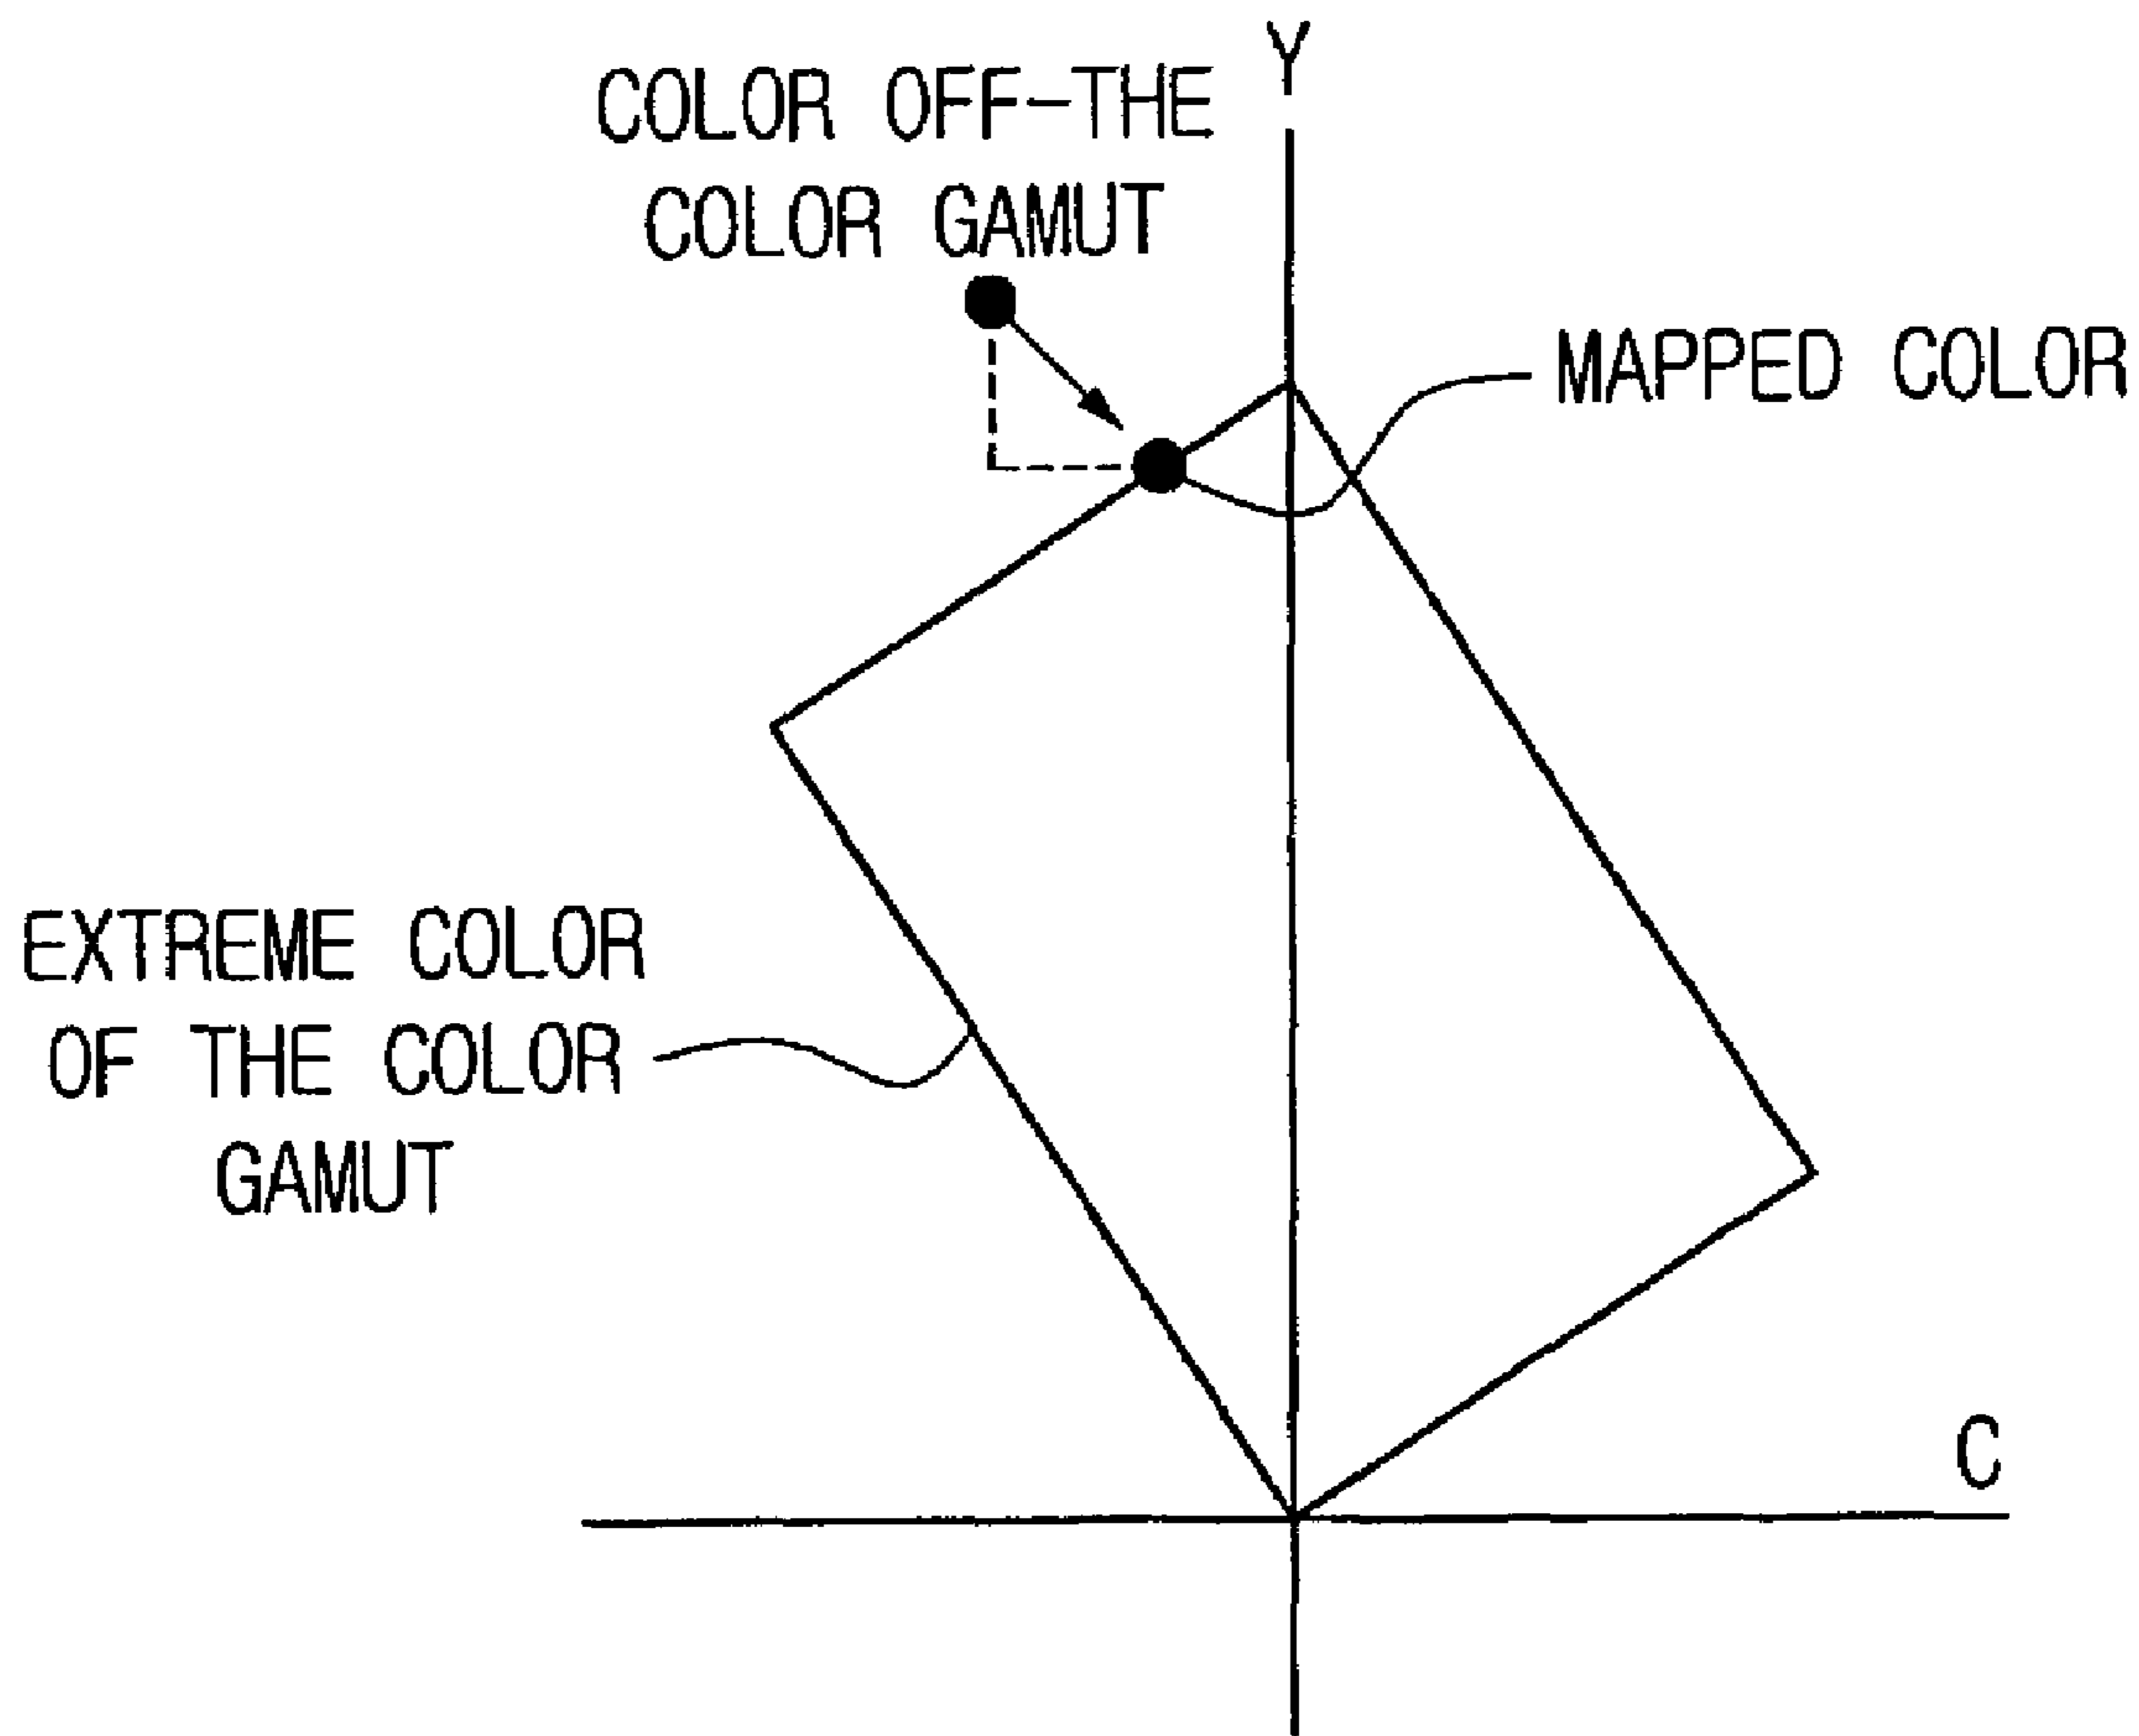 Y
COLOR OFF-THE
COLOR GAMUT
MAPPED COLOR
EXTREME COLOR
OF THE COLOR
GAMUT
C